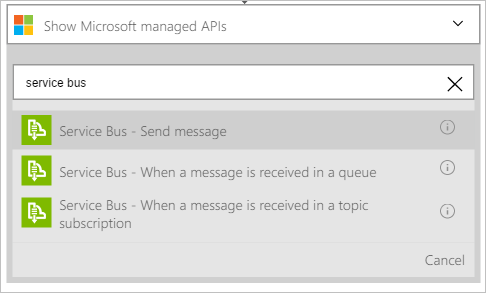 Show Microsoft managed APIs
service bus
Service Bus - Send message
Service Bus - When a message is received in a queue
Service Bus - When a message is received in a topic
subscription
Cancel